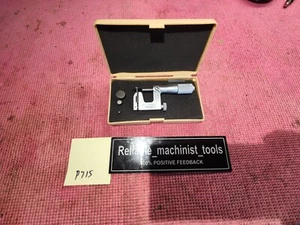 P715
Reliable_machinist_tools
100% POSITIVE FEEDBACK